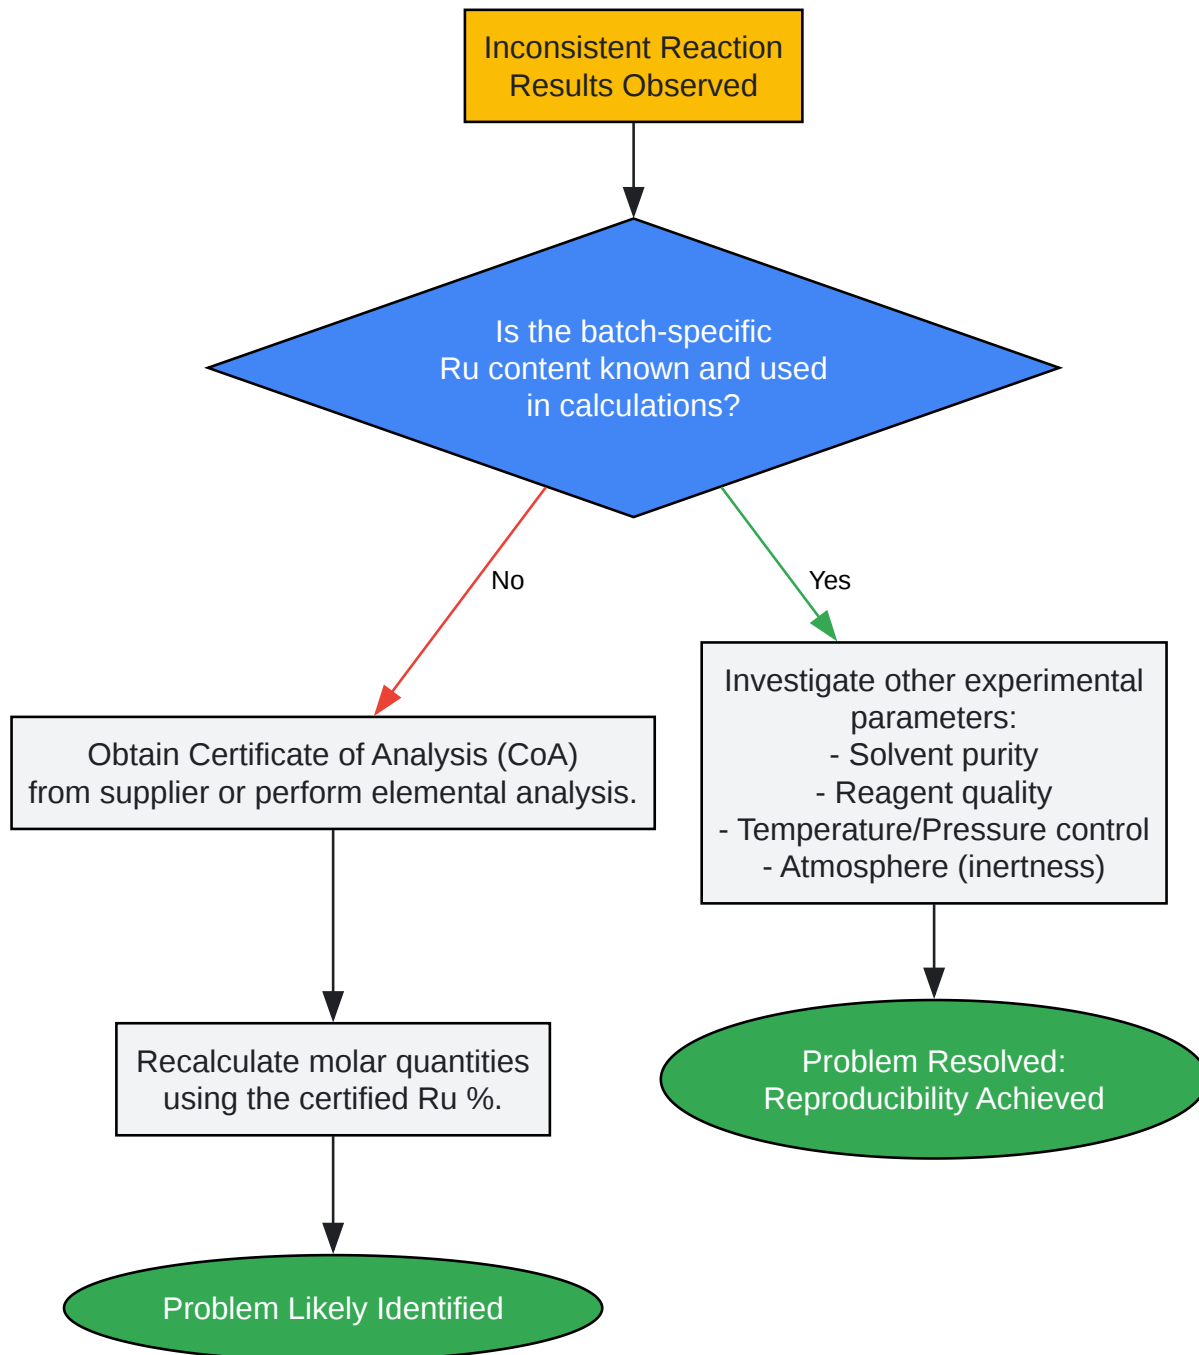 Inconsistent Reaction
Results Observed
Is the batch-specific
Ru content known and used
in calculations?
No
Yes
Obtain Certificate of Analysis (CoA)
from supplier or perform elemental analysis.
Investigate other experimental
parameters:
- Solvent purity
- Reagent quality
- Temperature/Pressure control
- Atmosphere (inertness)
Recalculate molar quantities
using the certified Ru %.
Problem Resolved:
Reproducibility Achieved
Problem Likely Identified